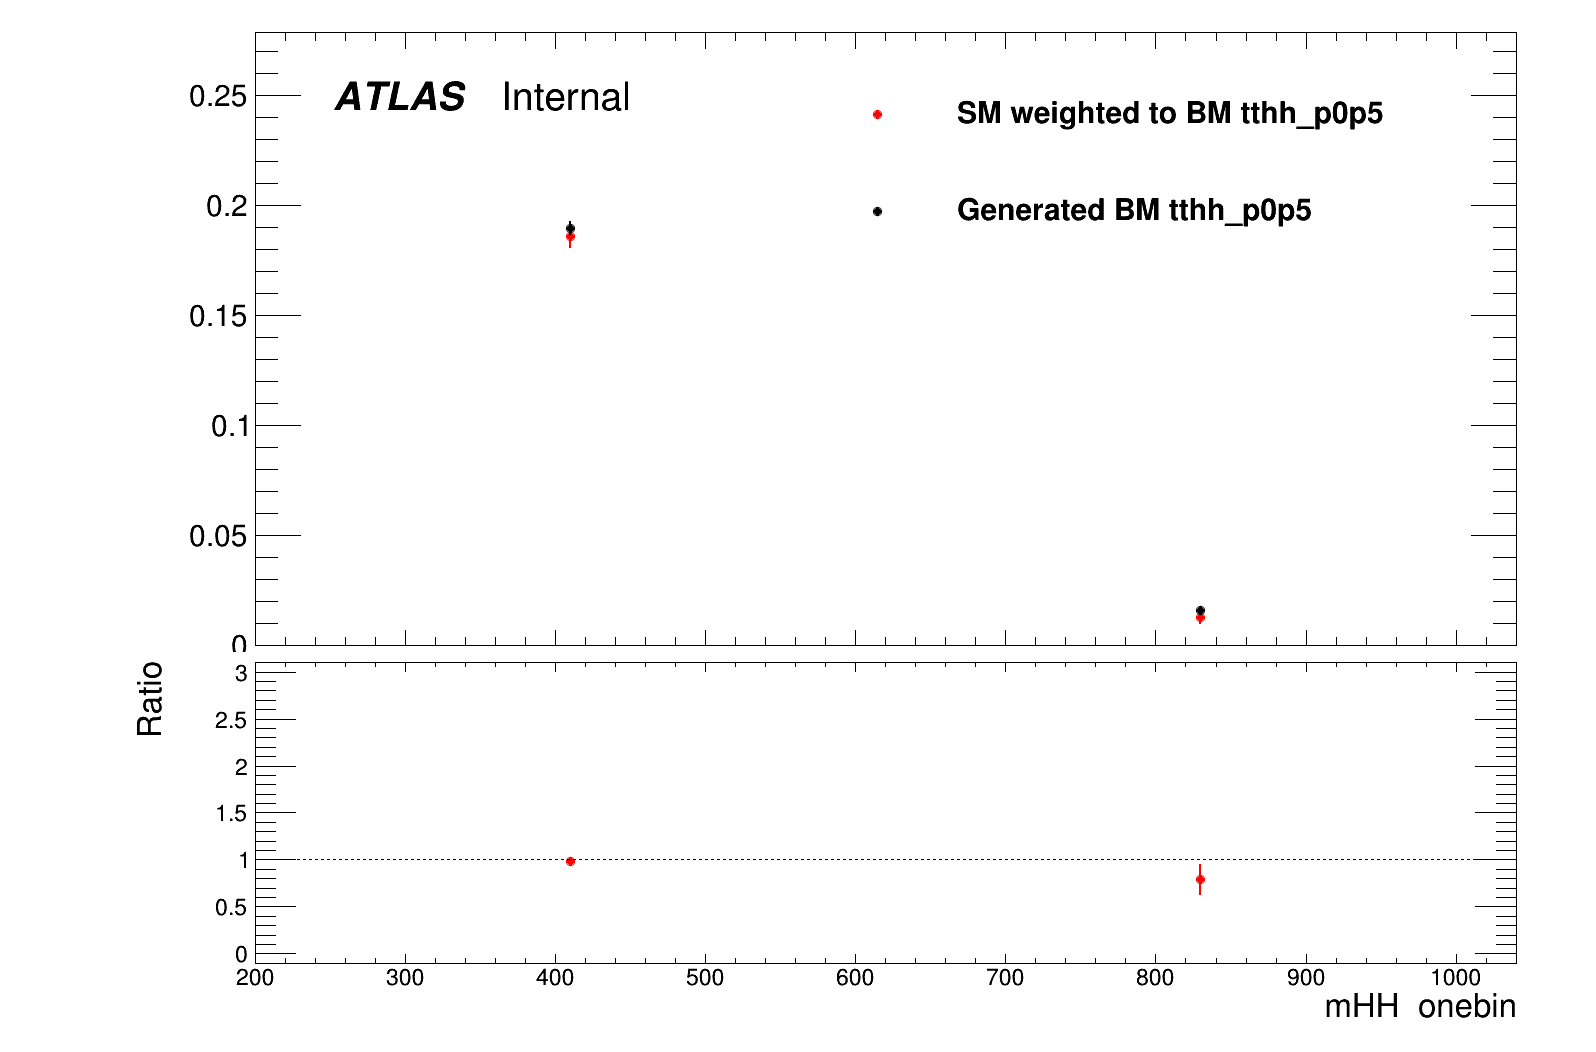 ATLAS Internal
SM weighted to BM tthh_p0p5
Generated BM tthh_p0p5
0.25
0.2
0.15
0.1
0.05
0
Ratio
3
2.5
2
1.5
1
0.5
0
200 300 400 500 600 700 800 900 1000
mHH onebin